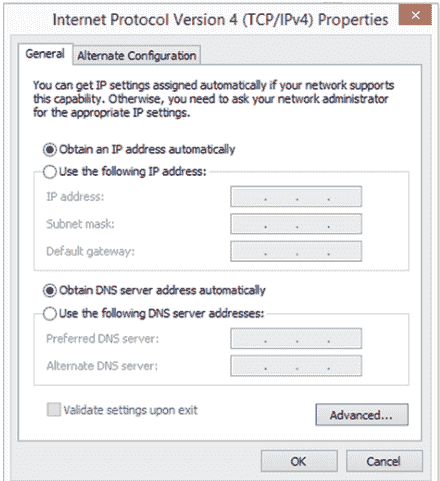 Internet Protocol Version 4 (TCP/IPv4) Properties
General
Alternate Configuration
You can get IP settings assigned automatically if your network supports
this capability. Otherwise, you need to ask your network administrator
for the appropriate IP settings.
Obtain an IP address automatically
Use the following IP address:
IP address:
Subnet mask:
Default gateway:
Obtain DNS server address automatically
Use the following DNS server addresses:
Preferred DNS server:
Alternate DNS server:
Validate settings upon exit
Advanced...
OK
Cancel